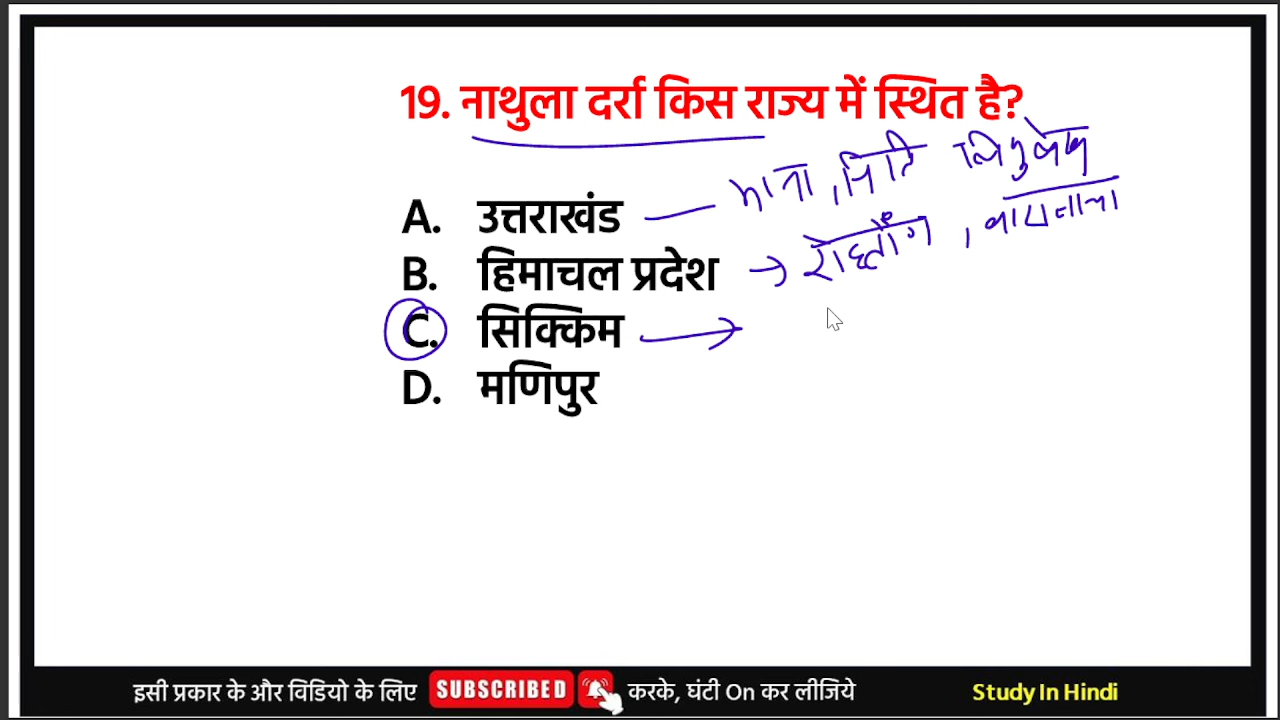 19. नाथुला दर्रा किस राज्य में स्थित है?
A. उत्तराखंड माना, नीति लिपुलेख
B. हिमाचल प्रदेश रोहतांग,
C. सिक्किम
D. मणिपुर
इसी प्रकार के और विडियो के लिए SUBSCRIBED करके, घंटी On कर लीजिये Study In Hindi